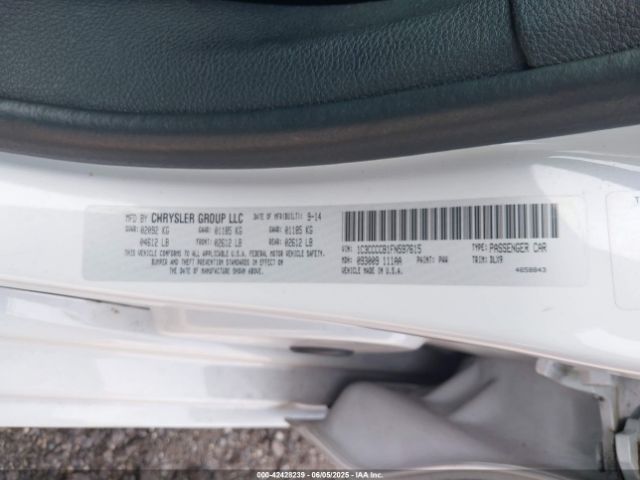 MFD BY CHRYSLER GROUP LLC DATE OF MFR(BUILT): 9-14
GVWR: 02092 KG GAWR: 01185 KG GAWR: 01185 KG
04612 LB FRONT: 02612 LB REAR: 02612 LB
THIS VEHICLE CONFORMS TO ALL APPLICABLE U.S.A. FEDERAL MOTOR VEHICLE SAFETY,
BUMPER AND THEFT PREVENTION STANDARDS IN EFFECT ON
THE DATE OF MANUFACTURE SHOWN ABOVE.
VIN: 1C3CCCCB1FN597615 TYPE: PASSENGER CAR
MDH: 093009 111AA PAINT: PW4 TRIM: DLX9
VEHICLE MADE IN U.S.A. 4658843
000-42428239 - 06/05/2025 - IAA Auctions